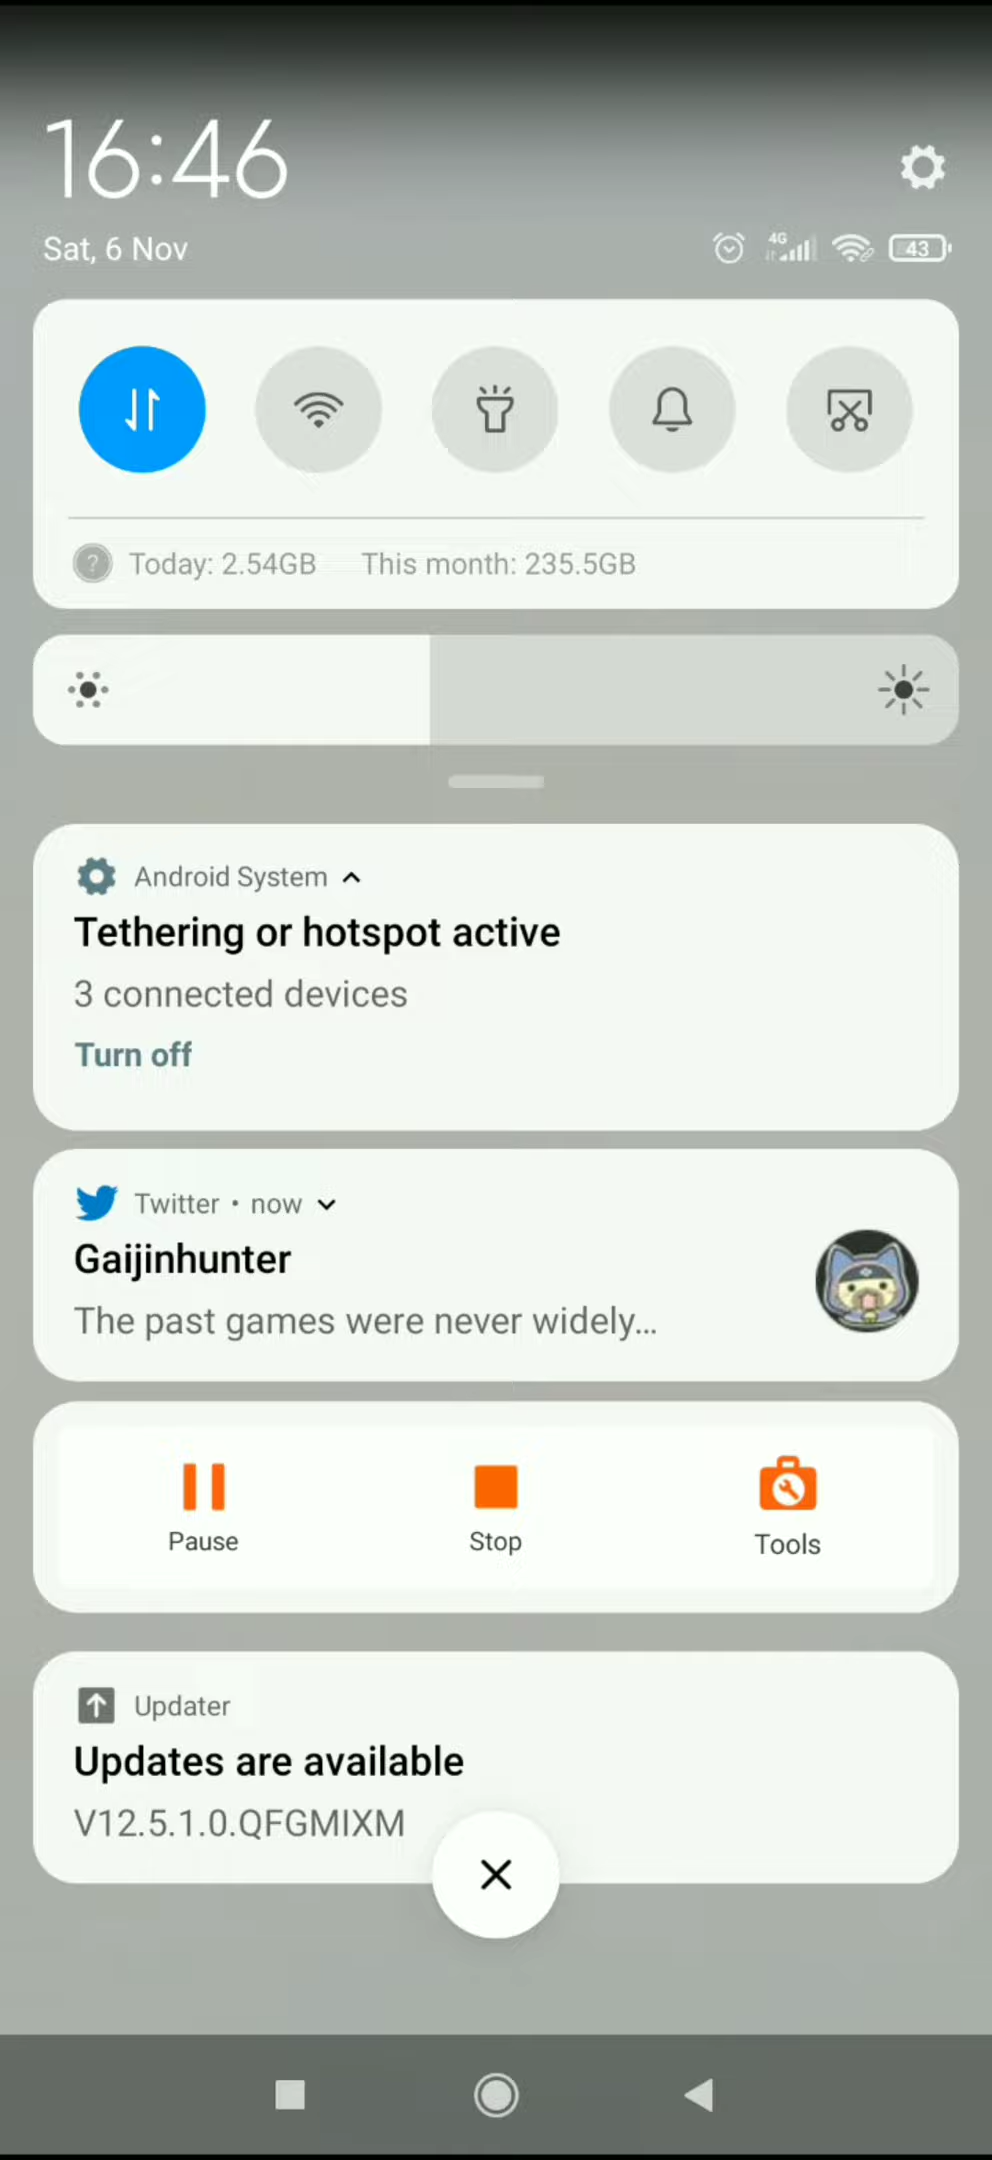 16:46
Sat, 6 Nov
4G
43
Today: 2.54GB This month: 235.5GB
Android System
Tethering or hotspot active
3 connected devices
Turn off
Twitter • now
Gaijinhunter
The past games were never widely...
Pause Stop Tools
Updater
Updates are available
V12.5.1.0.QFGMIXM